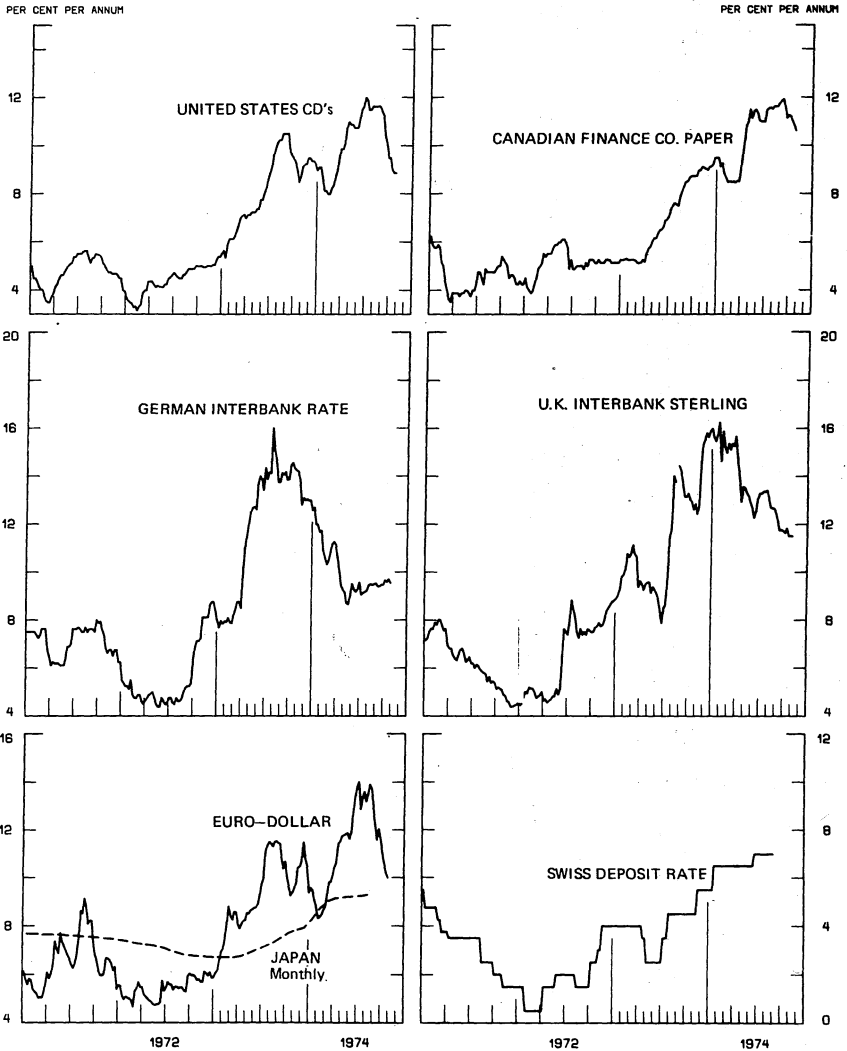 PER CENT PER ANNUM
PER CENT PER ANNUM
12
UNITED STATES CD's
8
4
12
CANADIAN FINANCE CO. PAPER
8
4
20
GERMAN INTERBANK RATE
16
12
8
4
20
U.K. INTERBANK STERLING
16
12
8
4
16
EURO-DOLLAR
12
8
JAPAN
Monthly.
4
1972
1974
12
8
SWISS DEPOSIT RATE
4
0
1972
1974